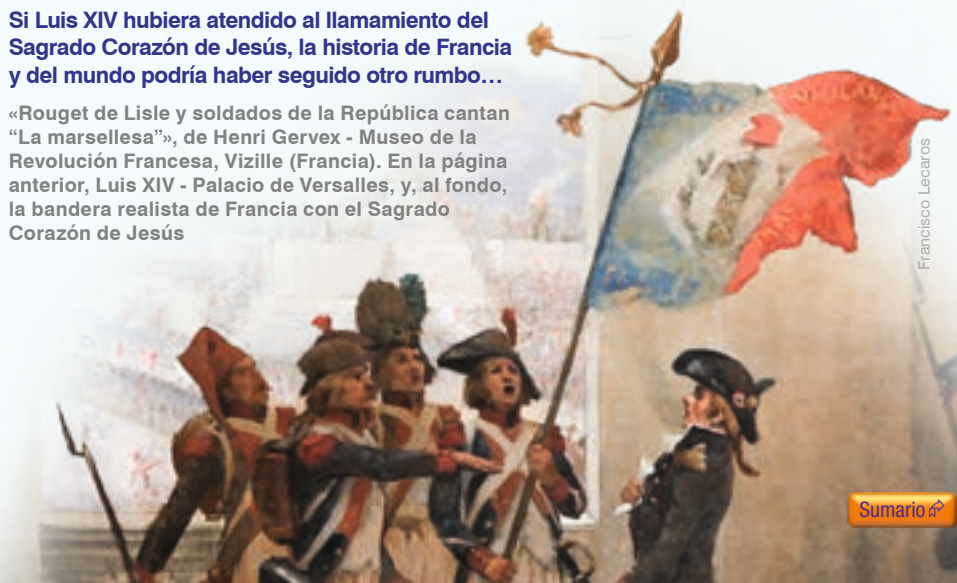 Si Luis XIV hubiera atendido al llamamiento del
Sagrado Corazón de Jesús, la historia de Francia
y del mundo podría haber seguido otro rumbo…
«Rouget de Lisle y soldados de la República cantan
“La marsellesa”», de Henri Gervex - Museo de la
Revolución Francesa, Vizille (Francia). En la página
anterior, Luis XIV - Palacio de Versalles, y, al fondo,
la bandera realista de Francia con el Sagrado
Corazón de Jesús
Francisco Lecaros
Sumario